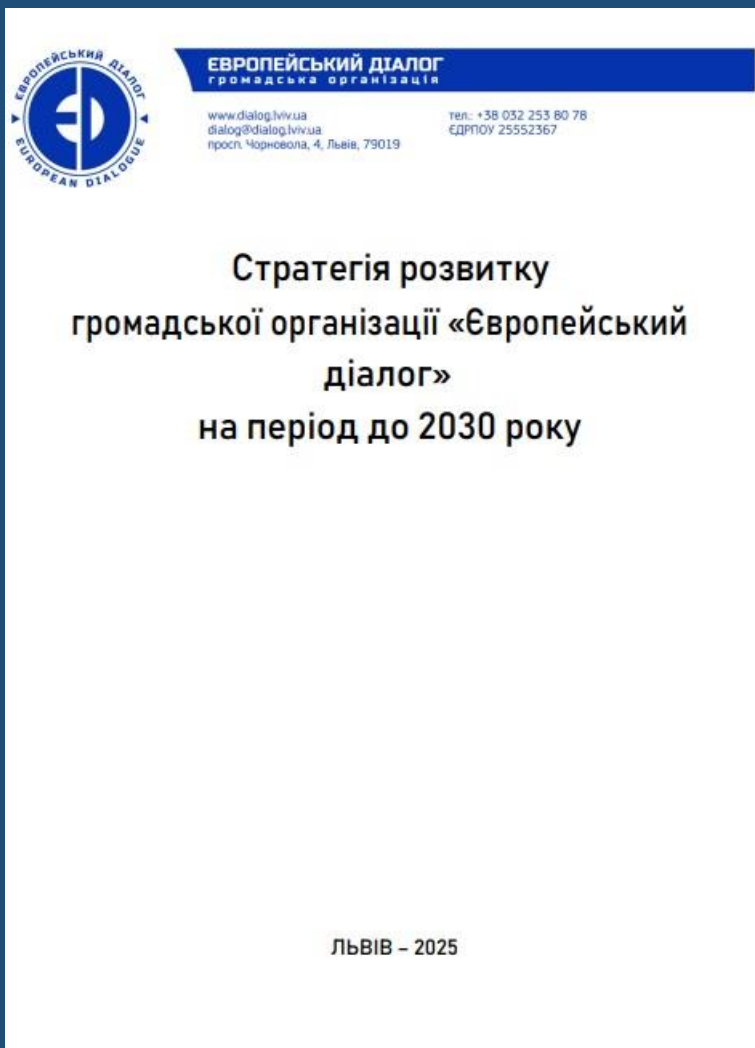 ЄВРОПЕЙСЬКИЙ ДІАЛОГ
EUROPEAN DIALOGUE
ЄВРОПЕЙСЬКИЙ ДІАЛОГ
громадська організація
www.dialog.lviv.ua
dialog@dialog.lviv.ua
просп. Чорновола, 4, Львів, 79019
тел.: +38 032 253 80 78
ЄДРПОУ 25552367
Стратегія розвитку
громадської організації «Європейський
діалог»
на період до 2030 року
ЛЬВІВ – 2025